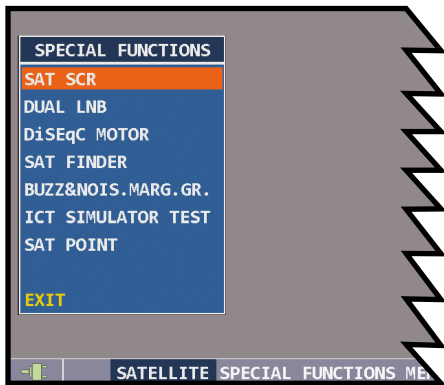 SPECIAL FUNCTIONS
SAT SCR
DUAL LNB
DiSEqC MOTOR
SAT FINDER
BUZZ&NOIS.MARG.GR.
ICT SIMULATOR TEST
SAT POINT
EXIT
SATELLITE SPECIAL FUNCTIONS ME